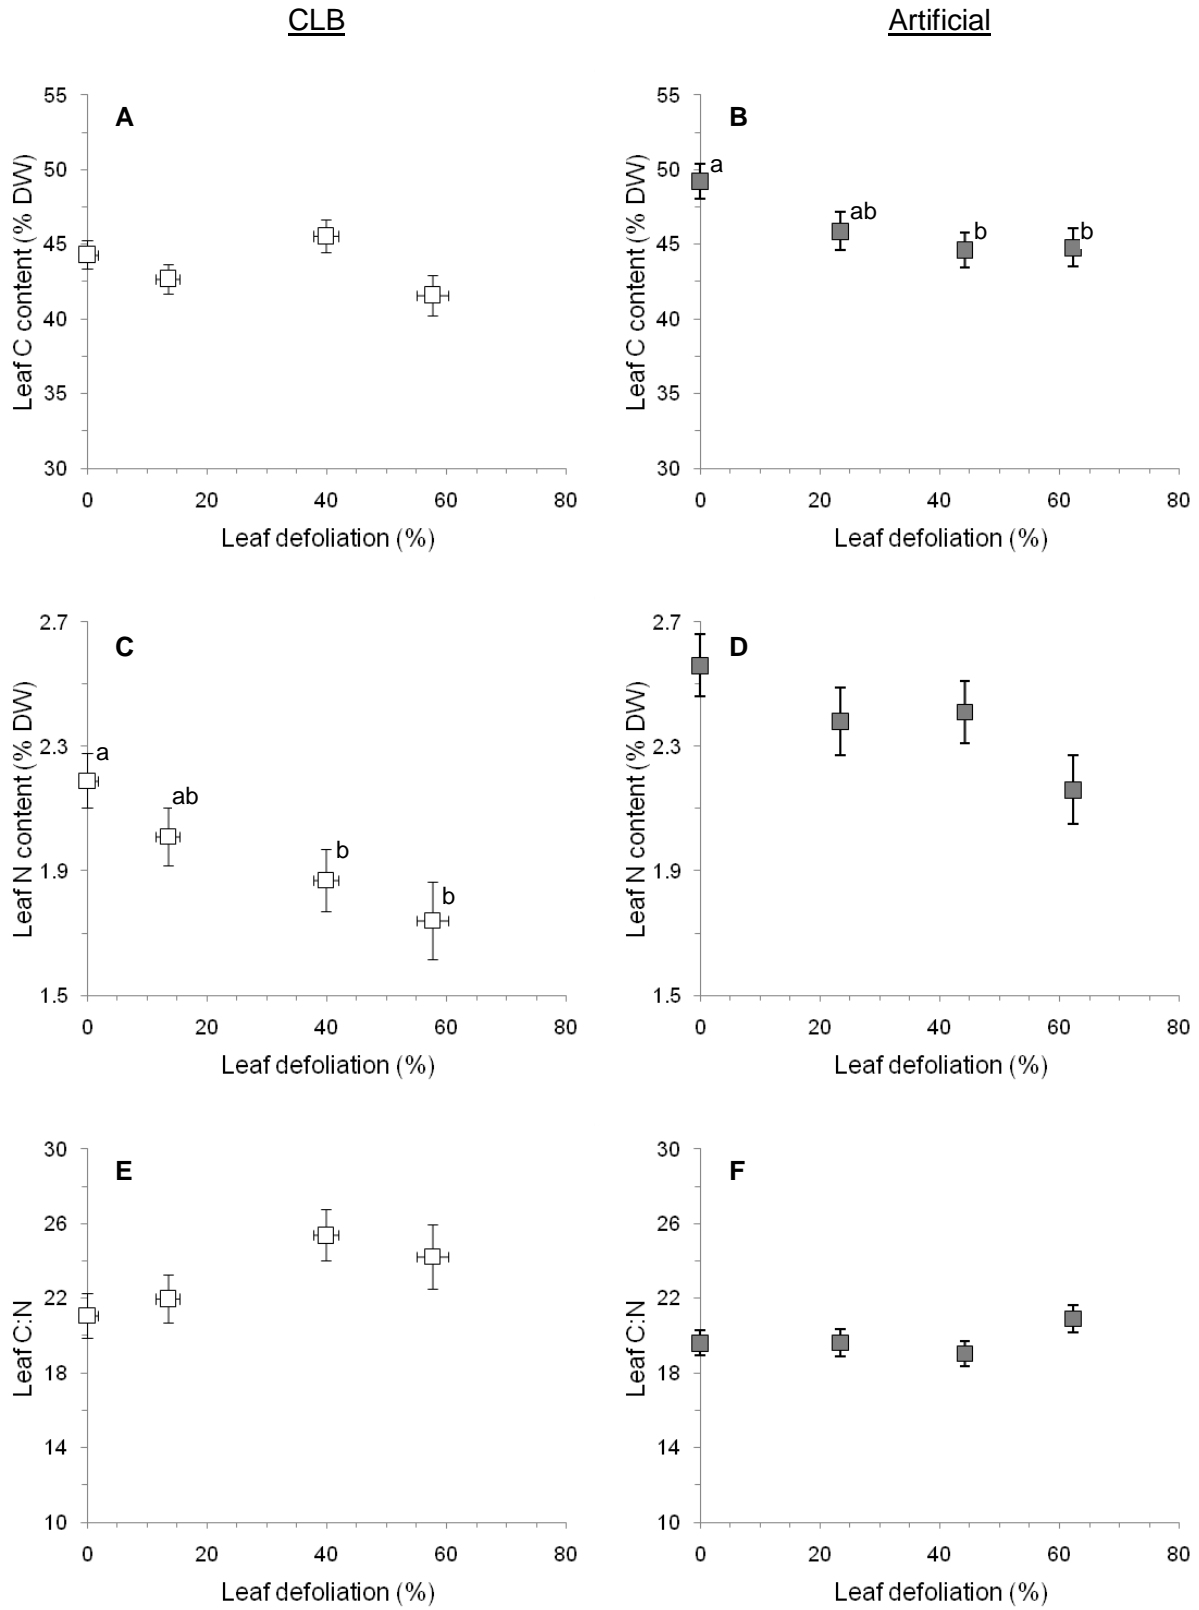 CLB
Artificial
A
Leaf C content (% DW)
55
50
45
40
35
30
0 20 40 60 80
Leaf defoliation (%)
B
Leaf C content (% DW)
55
50
45
40
35
30
a
ab
b
b
0 20 40 60 80
Leaf defoliation (%)
C
Leaf N content (% DW)
2.7
2.3
1.9
1.5
a
ab
b
b
0 20 40 60 80
Leaf defoliation (%)
D
Leaf N content (% DW)
2.7
2.3
1.9
1.5
0 20 40 60 80
Leaf defoliation (%)
E
Leaf C:N
30
26
22
18
14
10
0 20 40 60 80
Leaf defoliation (%)
F
Leaf C:N
30
26
22
18
14
10
0 20 40 60 80
Leaf defoliation (%)